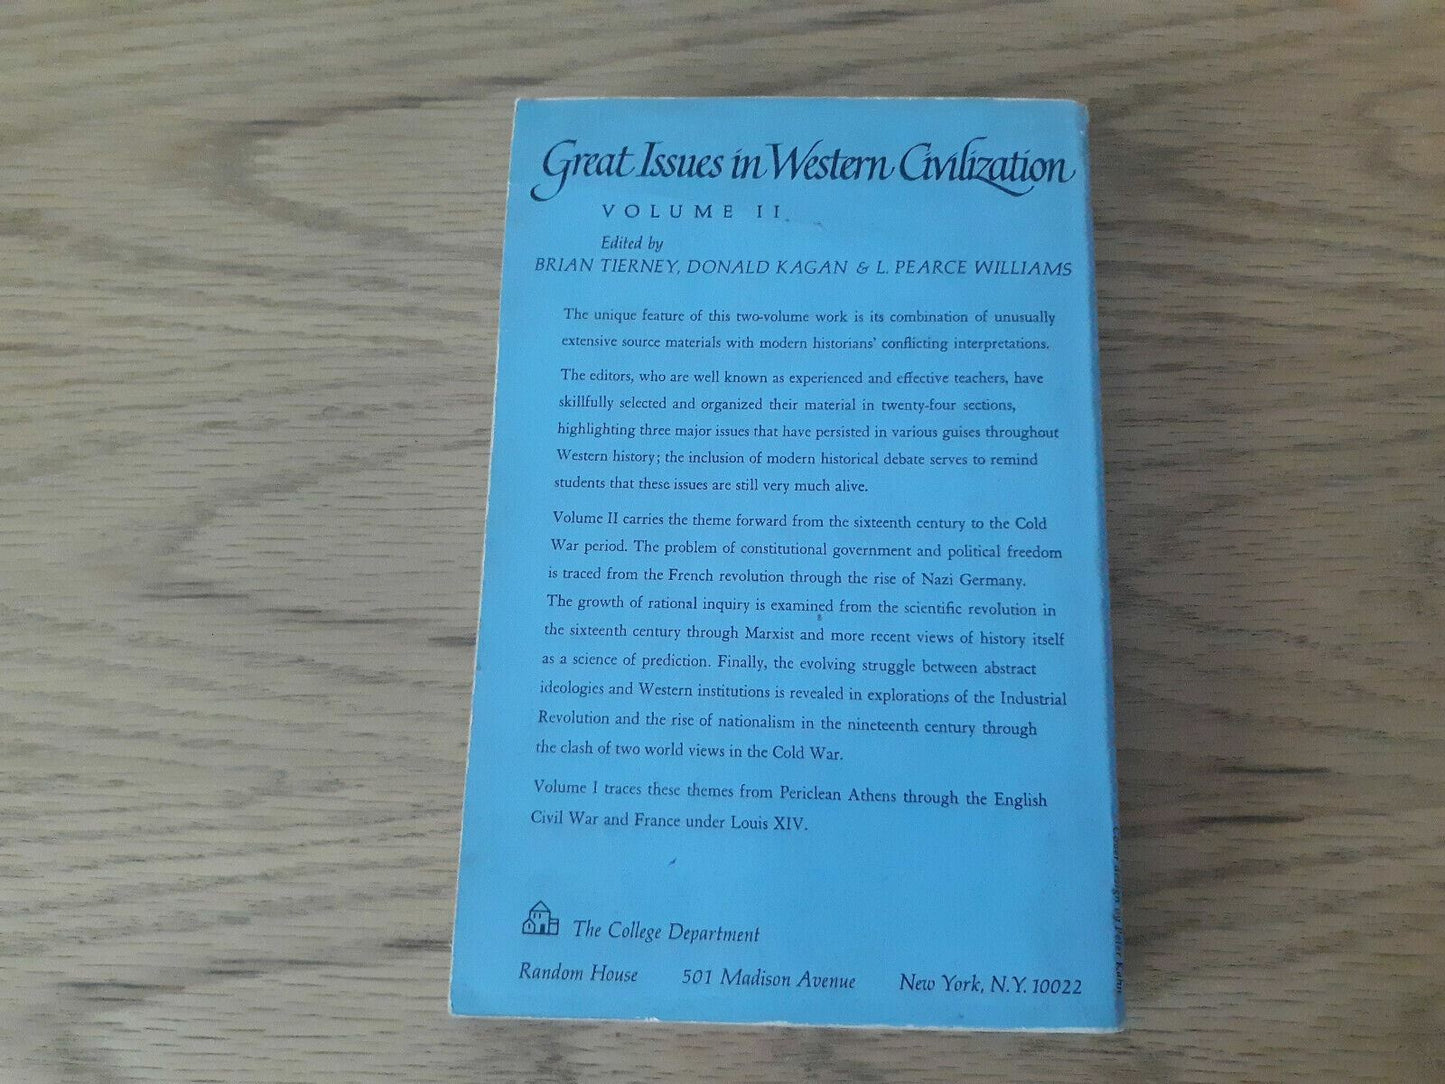 Great Issues in Western Civilization
VOLUME II
Edited by
BRIAN TIERNEY, DONALD KAGAN & L. PEARCE WILLIAMS
The unique feature of this two-volume work is its combination of unusually
extensive source materials with modern historians' conflicting interpretations.
The editors, who are well known as experienced and effective teachers, have
skillfully selected and organized their material in twenty-four sections,
highlighting three major issues that have persisted in various guises throughout
Western history; the inclusion of modern historical debate serves to remind
students that these issues are still very much alive.
Volume II carries the theme forward from the sixteenth century to the Cold
War period. The problem of constitutional government and political freedom
is traced from the French revolution through the rise of Nazi Germany.
The growth of rational inquiry is examined from the scientific revolution in
the sixteenth century through Marxist and more recent views of history itself
as a science of prediction. Finally, the evolving struggle between abstract
ideologies and Western institutions is revealed in explorations of the Industrial
Revolution and the rise of nationalism in the nineteenth century through
the clash of two world views in the Cold War.
Volume I traces these themes from Periclean Athens through the English
Civil War and France under Louis XIV.
The College Department
Random House 501 Madison Avenue New York, N.Y. 10022
Cover design by Peter Kahn